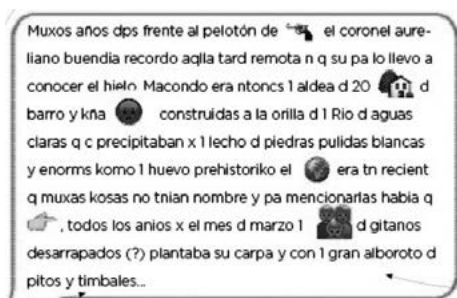 Muxos años dps frente al pelotón de el coronel aure-
liano buendia recordo aqlla tard remota n q su pa lo llevo a
conocer el hielo. Macondo era ntoncs 1 aldea d 20 d
barro y kña construidas a la orilla d 1 Rio d aguas
claras q c precipitaban x 1 lecho d piedras pulidas blancas
y enorms komo 1 huevo prehistoriko el era tn recient
q muxas kosas no tnian nombre y pa mencionarlas habia q
, todos los anios x el mes d marzo 1 d gitanos
desarrapados (?) plantaba su carpa y con 1 gran alboroto d
pitos y timbales...